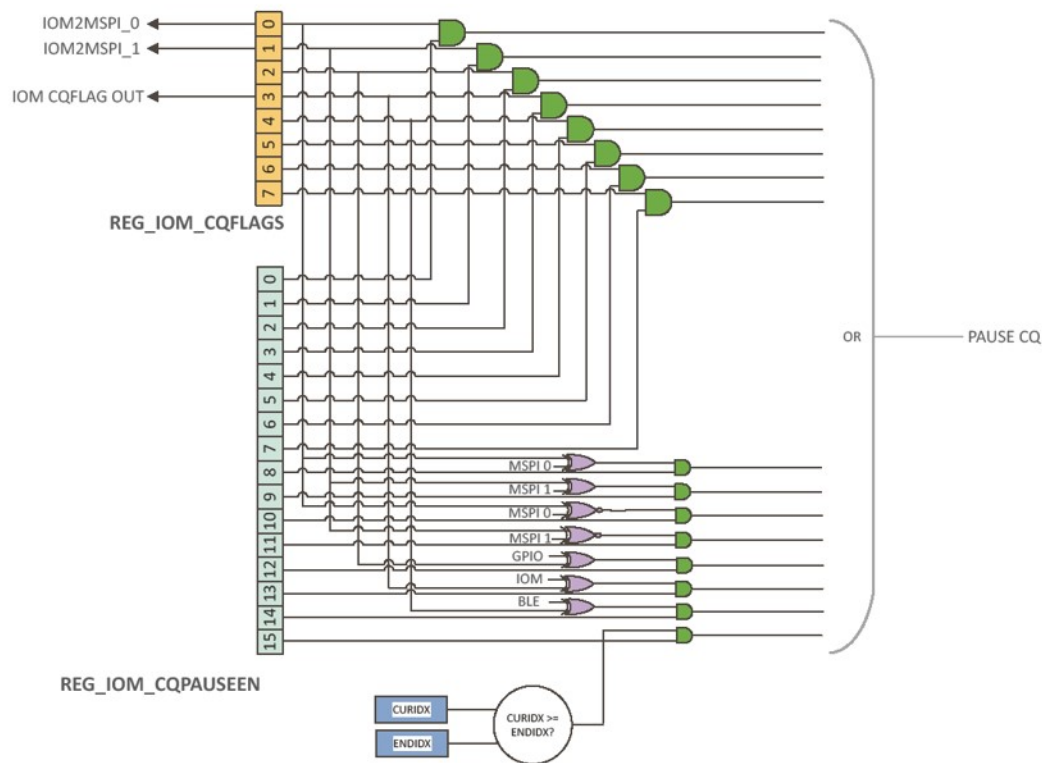 IOM2MSPI_0
IOM2MSPI_1
IOM CQFLAG OUT
0
1
2
3
4
5
6
7
REG_IOM_CQFLAGS
0
1
2
3
4
5
6
7
8
9
10
11
12
13
14
15
REG_IOM_CQPAUSEEN
MSPI 0
MSPI 1
MSPI 0
MSPI 1
GPIO
IOM
BLE
OR
PAUSE CQ
CURIDX
ENDIDX
CURIDX >=
ENDIDX?